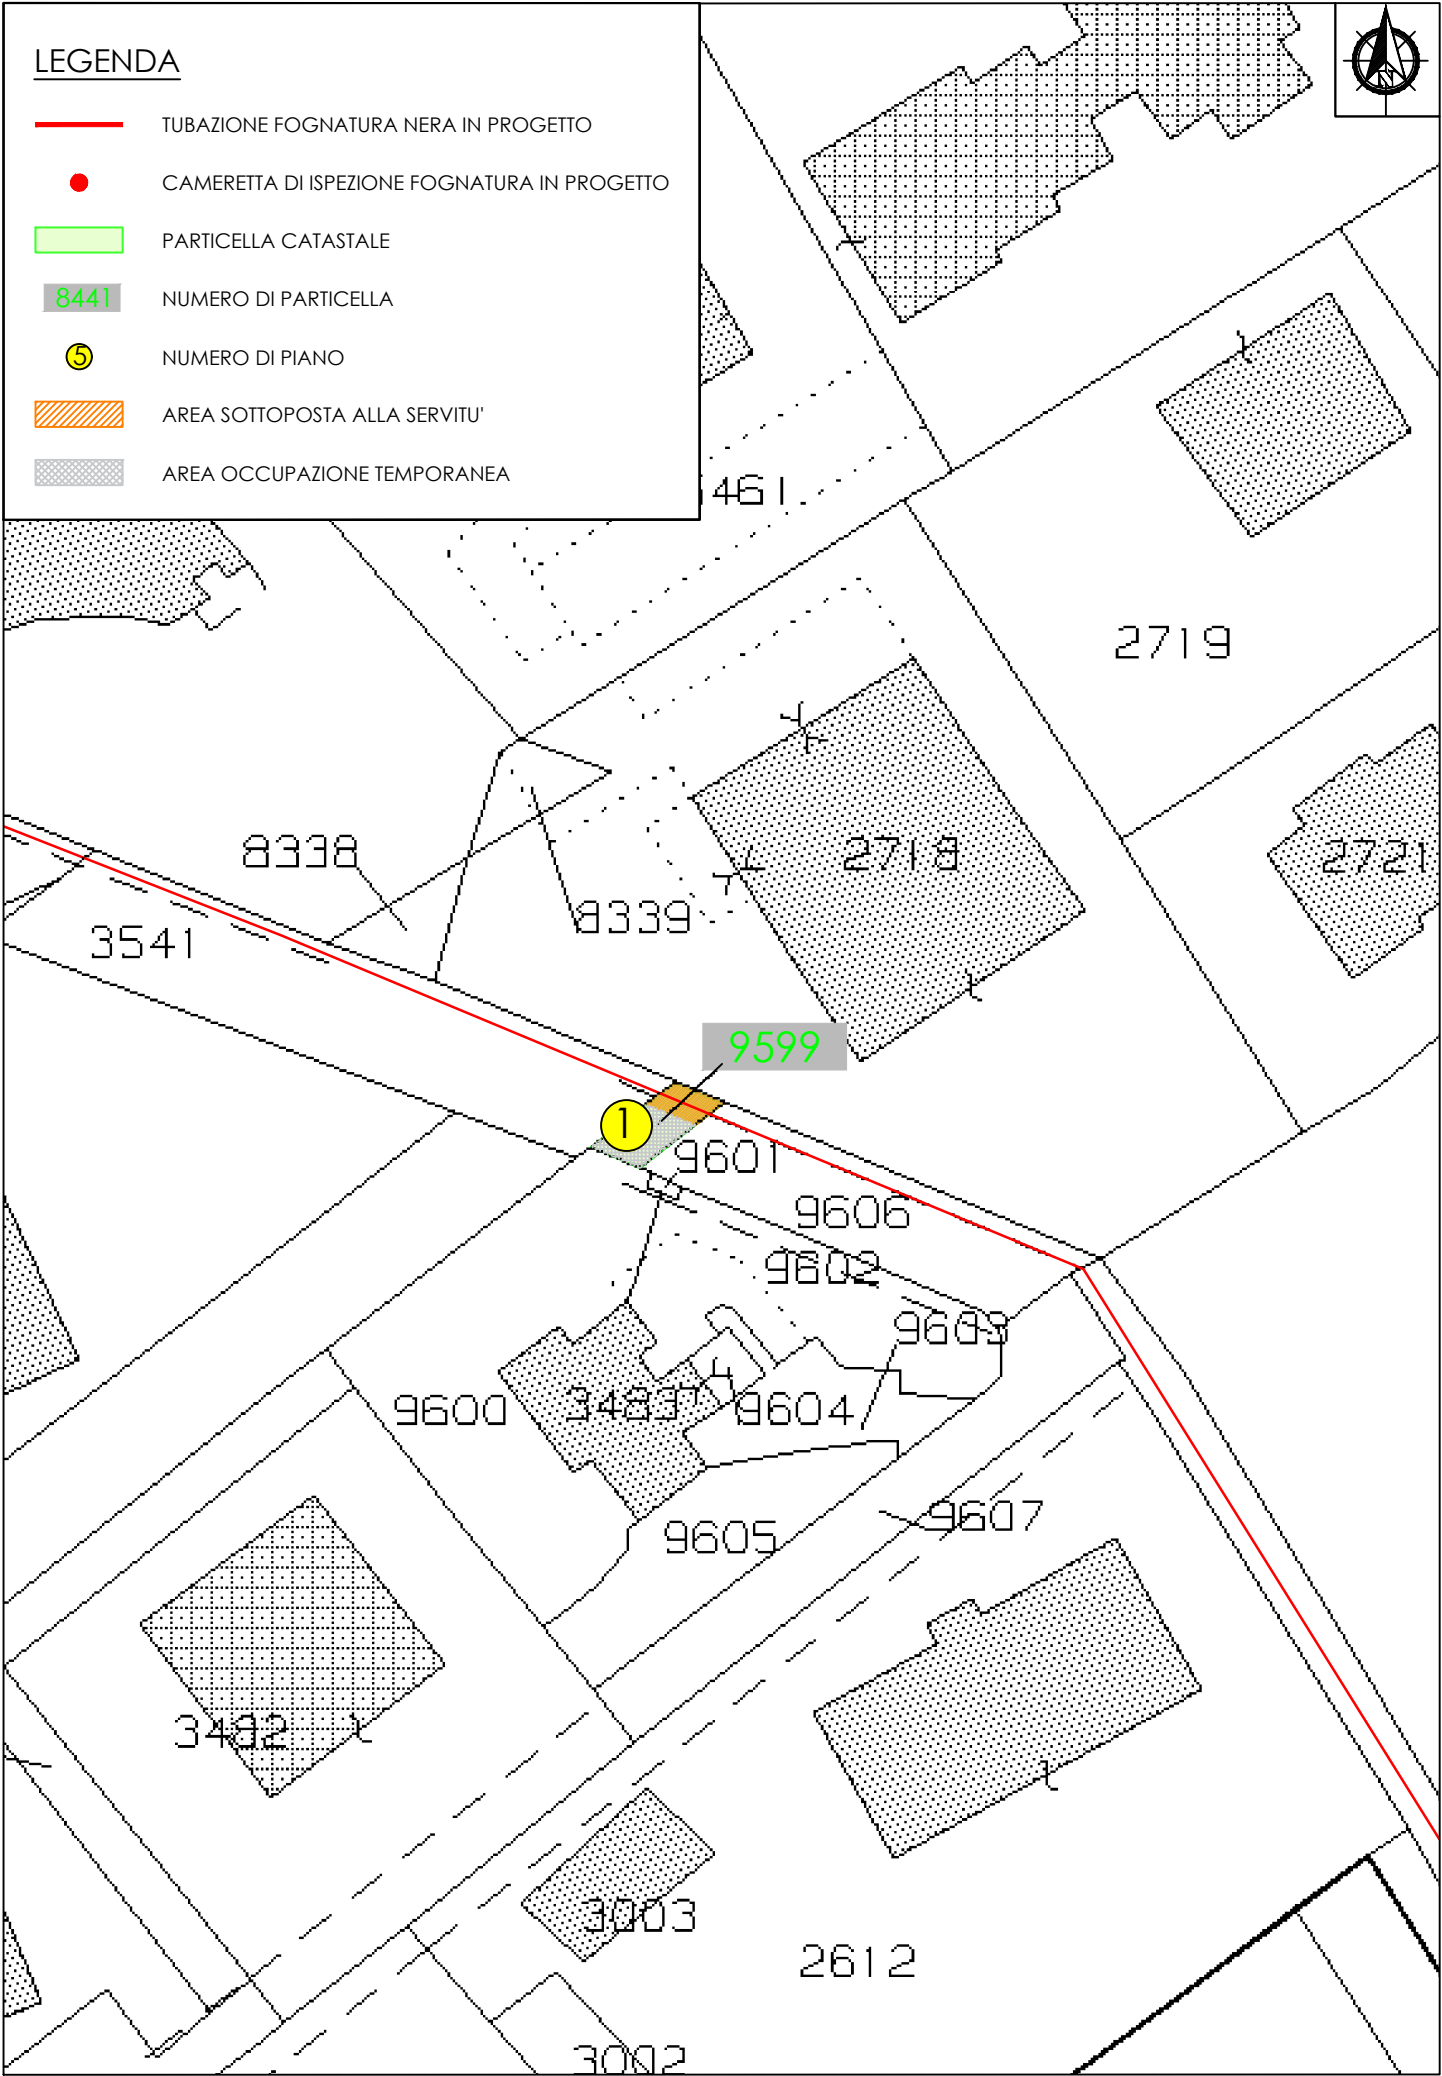 LEGENDA
TUBAZIONE FOGNATURA NERA IN PROGETTO
CAMERETTA DI ISPEZIONE FOGNATURA IN PROGETTO
PARTICELLA CATASTALE
8441 NUMERO DI PARTICELLA
5 NUMERO DI PIANO
AREA SOTTOPOSTA ALLA SERVITU'
AREA OCCUPAZIONE TEMPORANEA
N
461
2719
8338
2718
2721
8339
3541
9599
1
9601
9606
9602
9603
9600
3483
9604
9607
9605
3482
3003
2612
3002